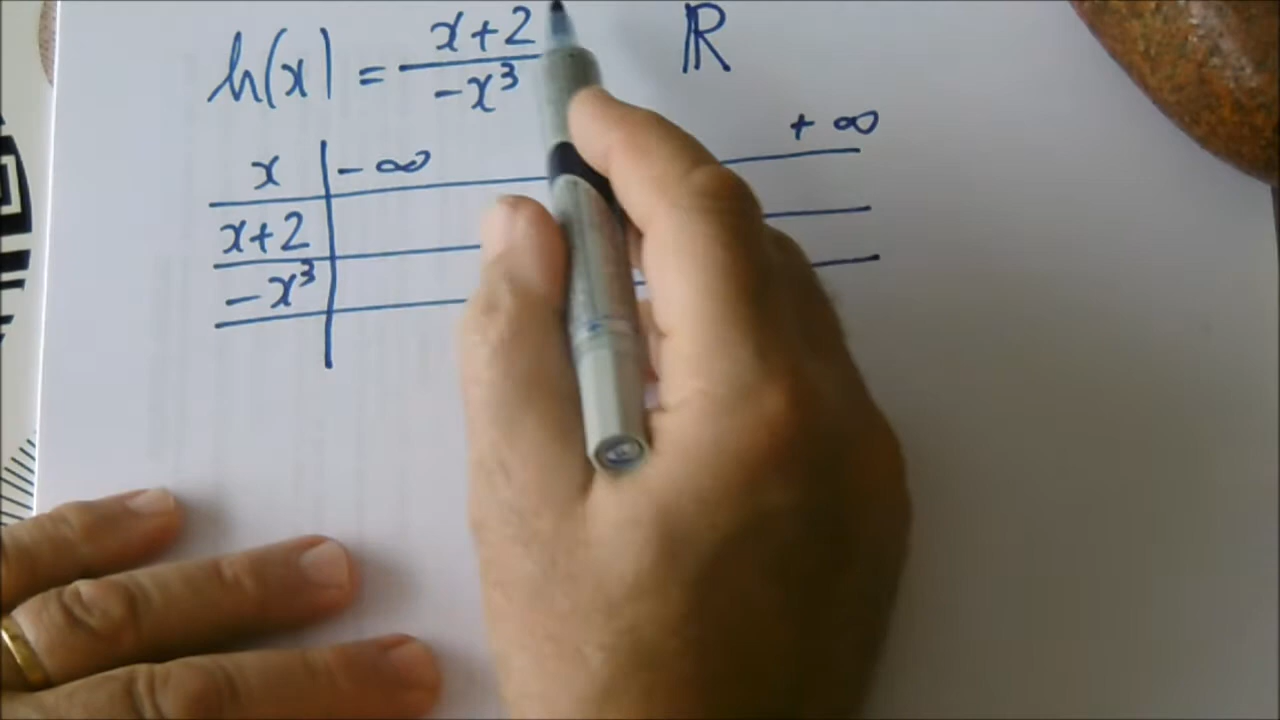 h(x) = x+2 / -x³ ℝ
x | -∞ +∞
x+2
-x³